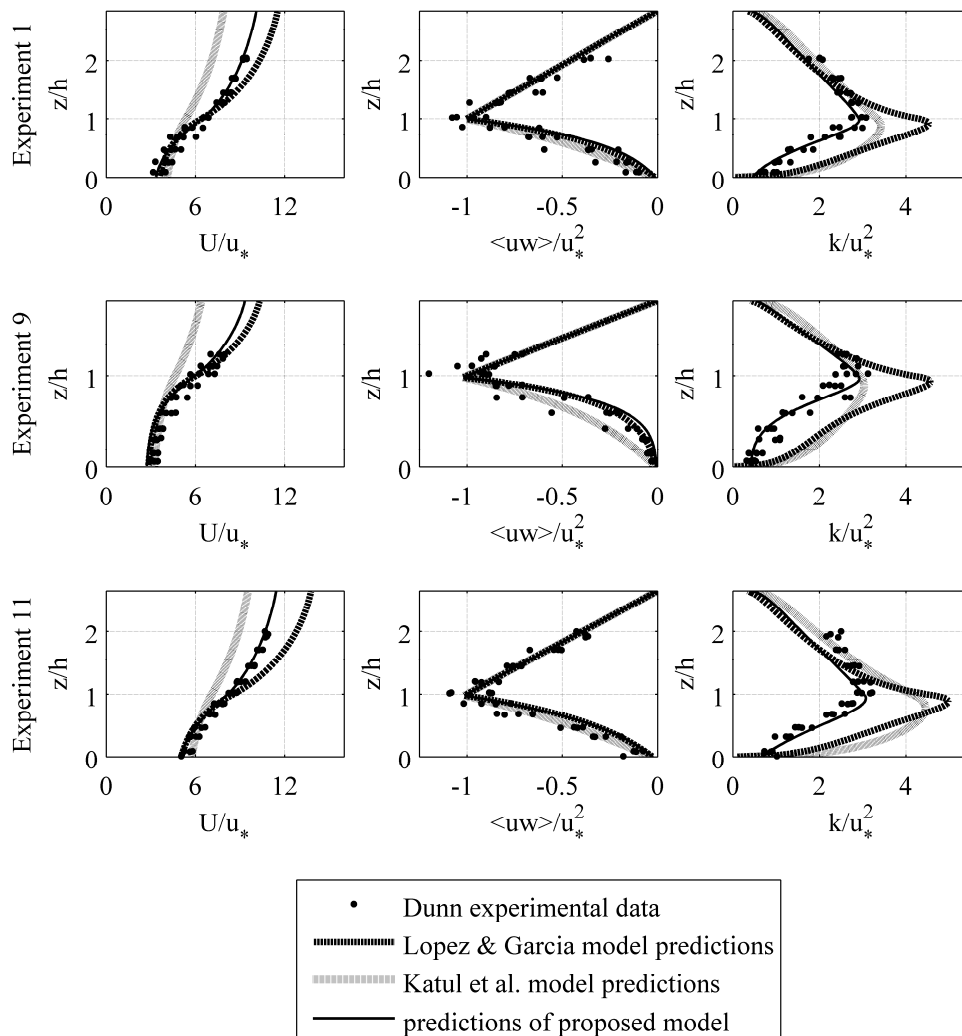 Experiment 1
z/h
2
1
0
0 6 12
U/u*
z/h
2
1
0
-1 -0.5 0
<uw>/u*²
z/h
2
1
0
0 2 4
k/u*²
Experiment 9
z/h
1
0
0 6 12
U/u*
z/h
1
0
-1 -0.5 0
<uw>/u*²
z/h
1
0
0 2 4
k/u*²
Experiment 11
z/h
2
1
0
0 6 12
U/u*
z/h
2
1
0
-1 -0.5 0
<uw>/u*²
z/h
2
1
0
0 2 4
k/u*²
Dunn experimental data
Lopez & Garcia model predictions
Katul et al. model predictions
predictions of proposed model